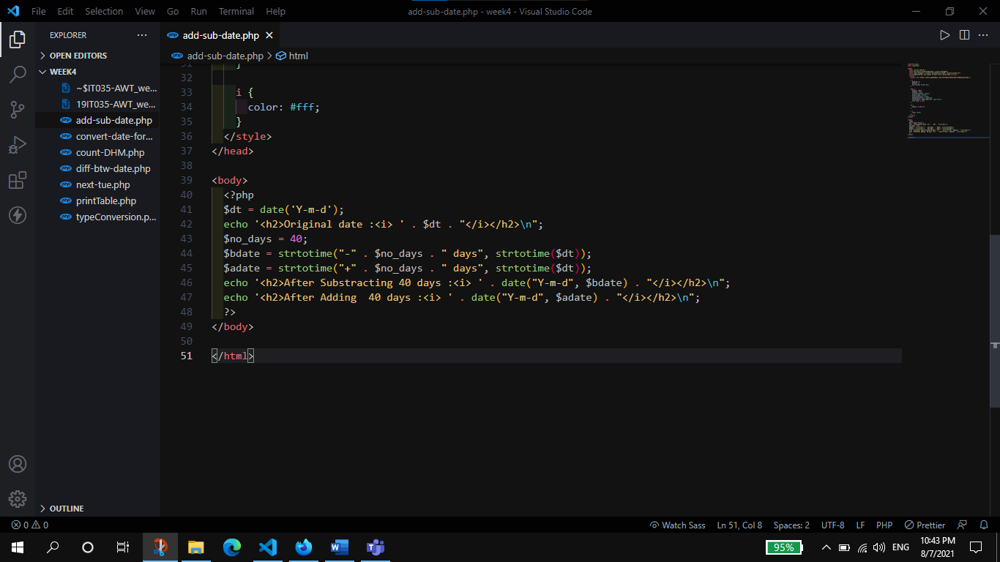 File Edit Selection View Go Run Terminal Help add-sub-date.php - week4 - Visual Studio Code
EXPLORER
OPEN EDITORS
WEEK4
~$IT035-AWT_we...
19IT035-AWT_we...
add-sub-date.php
convert-date-for...
count-DHM.php
diff-btw-date.php
next-tue.php
printTable.php
typeConversion.p...
OUTLINE
php add-sub-date.php
php add-sub-date.php > html
31 }
32
33 i {
34 color: #fff;
35 }
36 </style>
37 </head>
38
39 <body>
40 <?php
41 $dt = date('Y-m-d');
42 echo '<h2>Original date :<i> ' . $dt . "</i></h2>\n";
43 $no_days = 40;
44 $bdate = strtotime("-" . $no_days . " days", strtotime($dt));
45 $adate = strtotime("+" . $no_days . " days", strtotime($dt));
46 echo '<h2>After Substracting 40 days :<i> ' . date("Y-m-d", $bdate) . "</i></h2>\n";
47 echo '<h2>After Adding  40 days :<i> ' . date("Y-m-d", $adate) . "</i></h2>\n";
48 ?>
49 </body>
50
51 </html>
0 0 Watch Sass Ln 51, Col 8 Spaces: 2 UTF-8 LF PHP Prettier
95% ENG
10:43 PM
8/7/2021